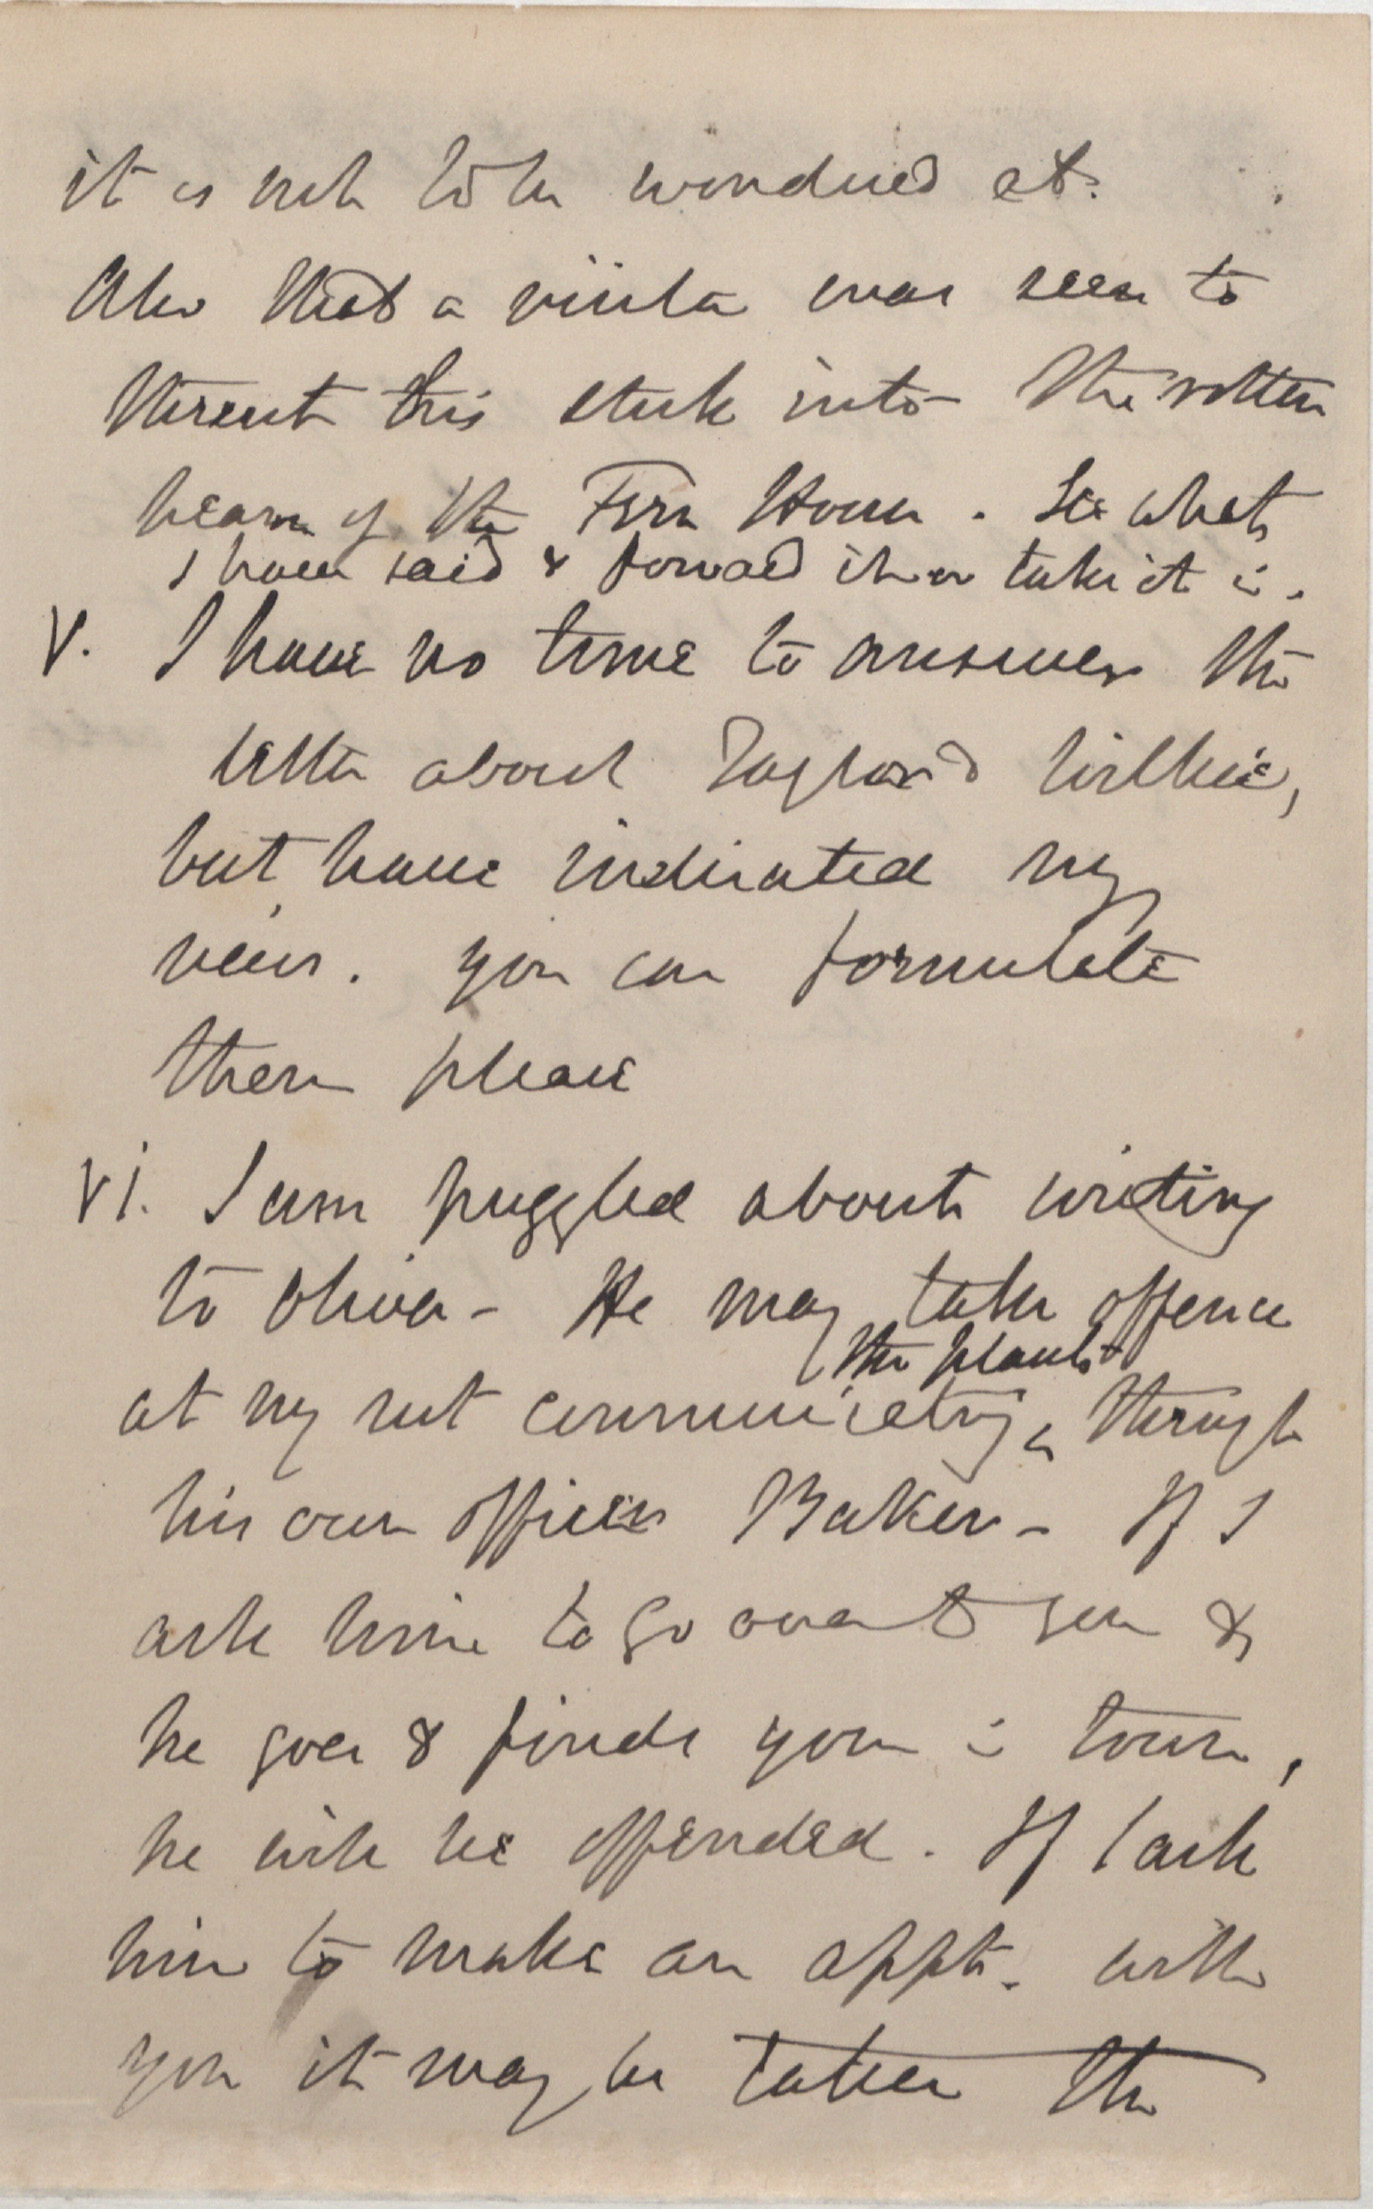 it is not to be wondered at.
Also that a visitor was seen to
thrust his stick into the rotten
beam of the Fern House. See what
I have said & forward it or take it in.
V. I have no time to answer the
letter about Taylor & Wilkie,
but have indicated my
views. you can formulate
them please
VI. I am puzzled about writing
to Oliver - He may take offence
the plants
at my not communicatg. through
his own officer Baker - If I
ask him to go over to you &
he goes & finds you in town,
he will be offended. If I ask
him to make an appt. with
you it may be taken the